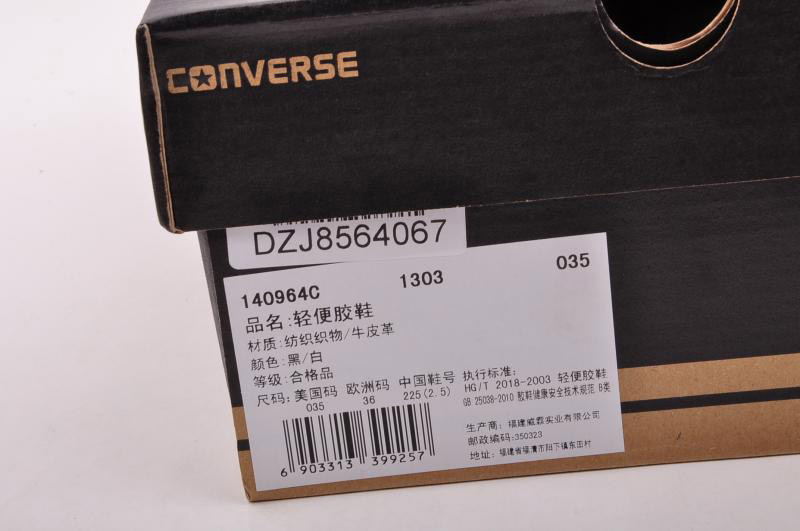 CONVERSE
DZJ8564067
140964C 1303 035
品名:轻便胶鞋
材质:纺织织物/牛皮革
颜色:黑/白
等级:合格品
尺码:美国码 欧洲码 中国鞋号
035 36 225(2.5)
执行标准:
HG/T 2018-2003 轻便胶鞋
GB 25038-2010 胶鞋健康安全技术规范 B类
生产商:福建威霖实业有限公司
邮政编码:350323
地址:福建省福清市阳下镇东田村
6 903313 399257